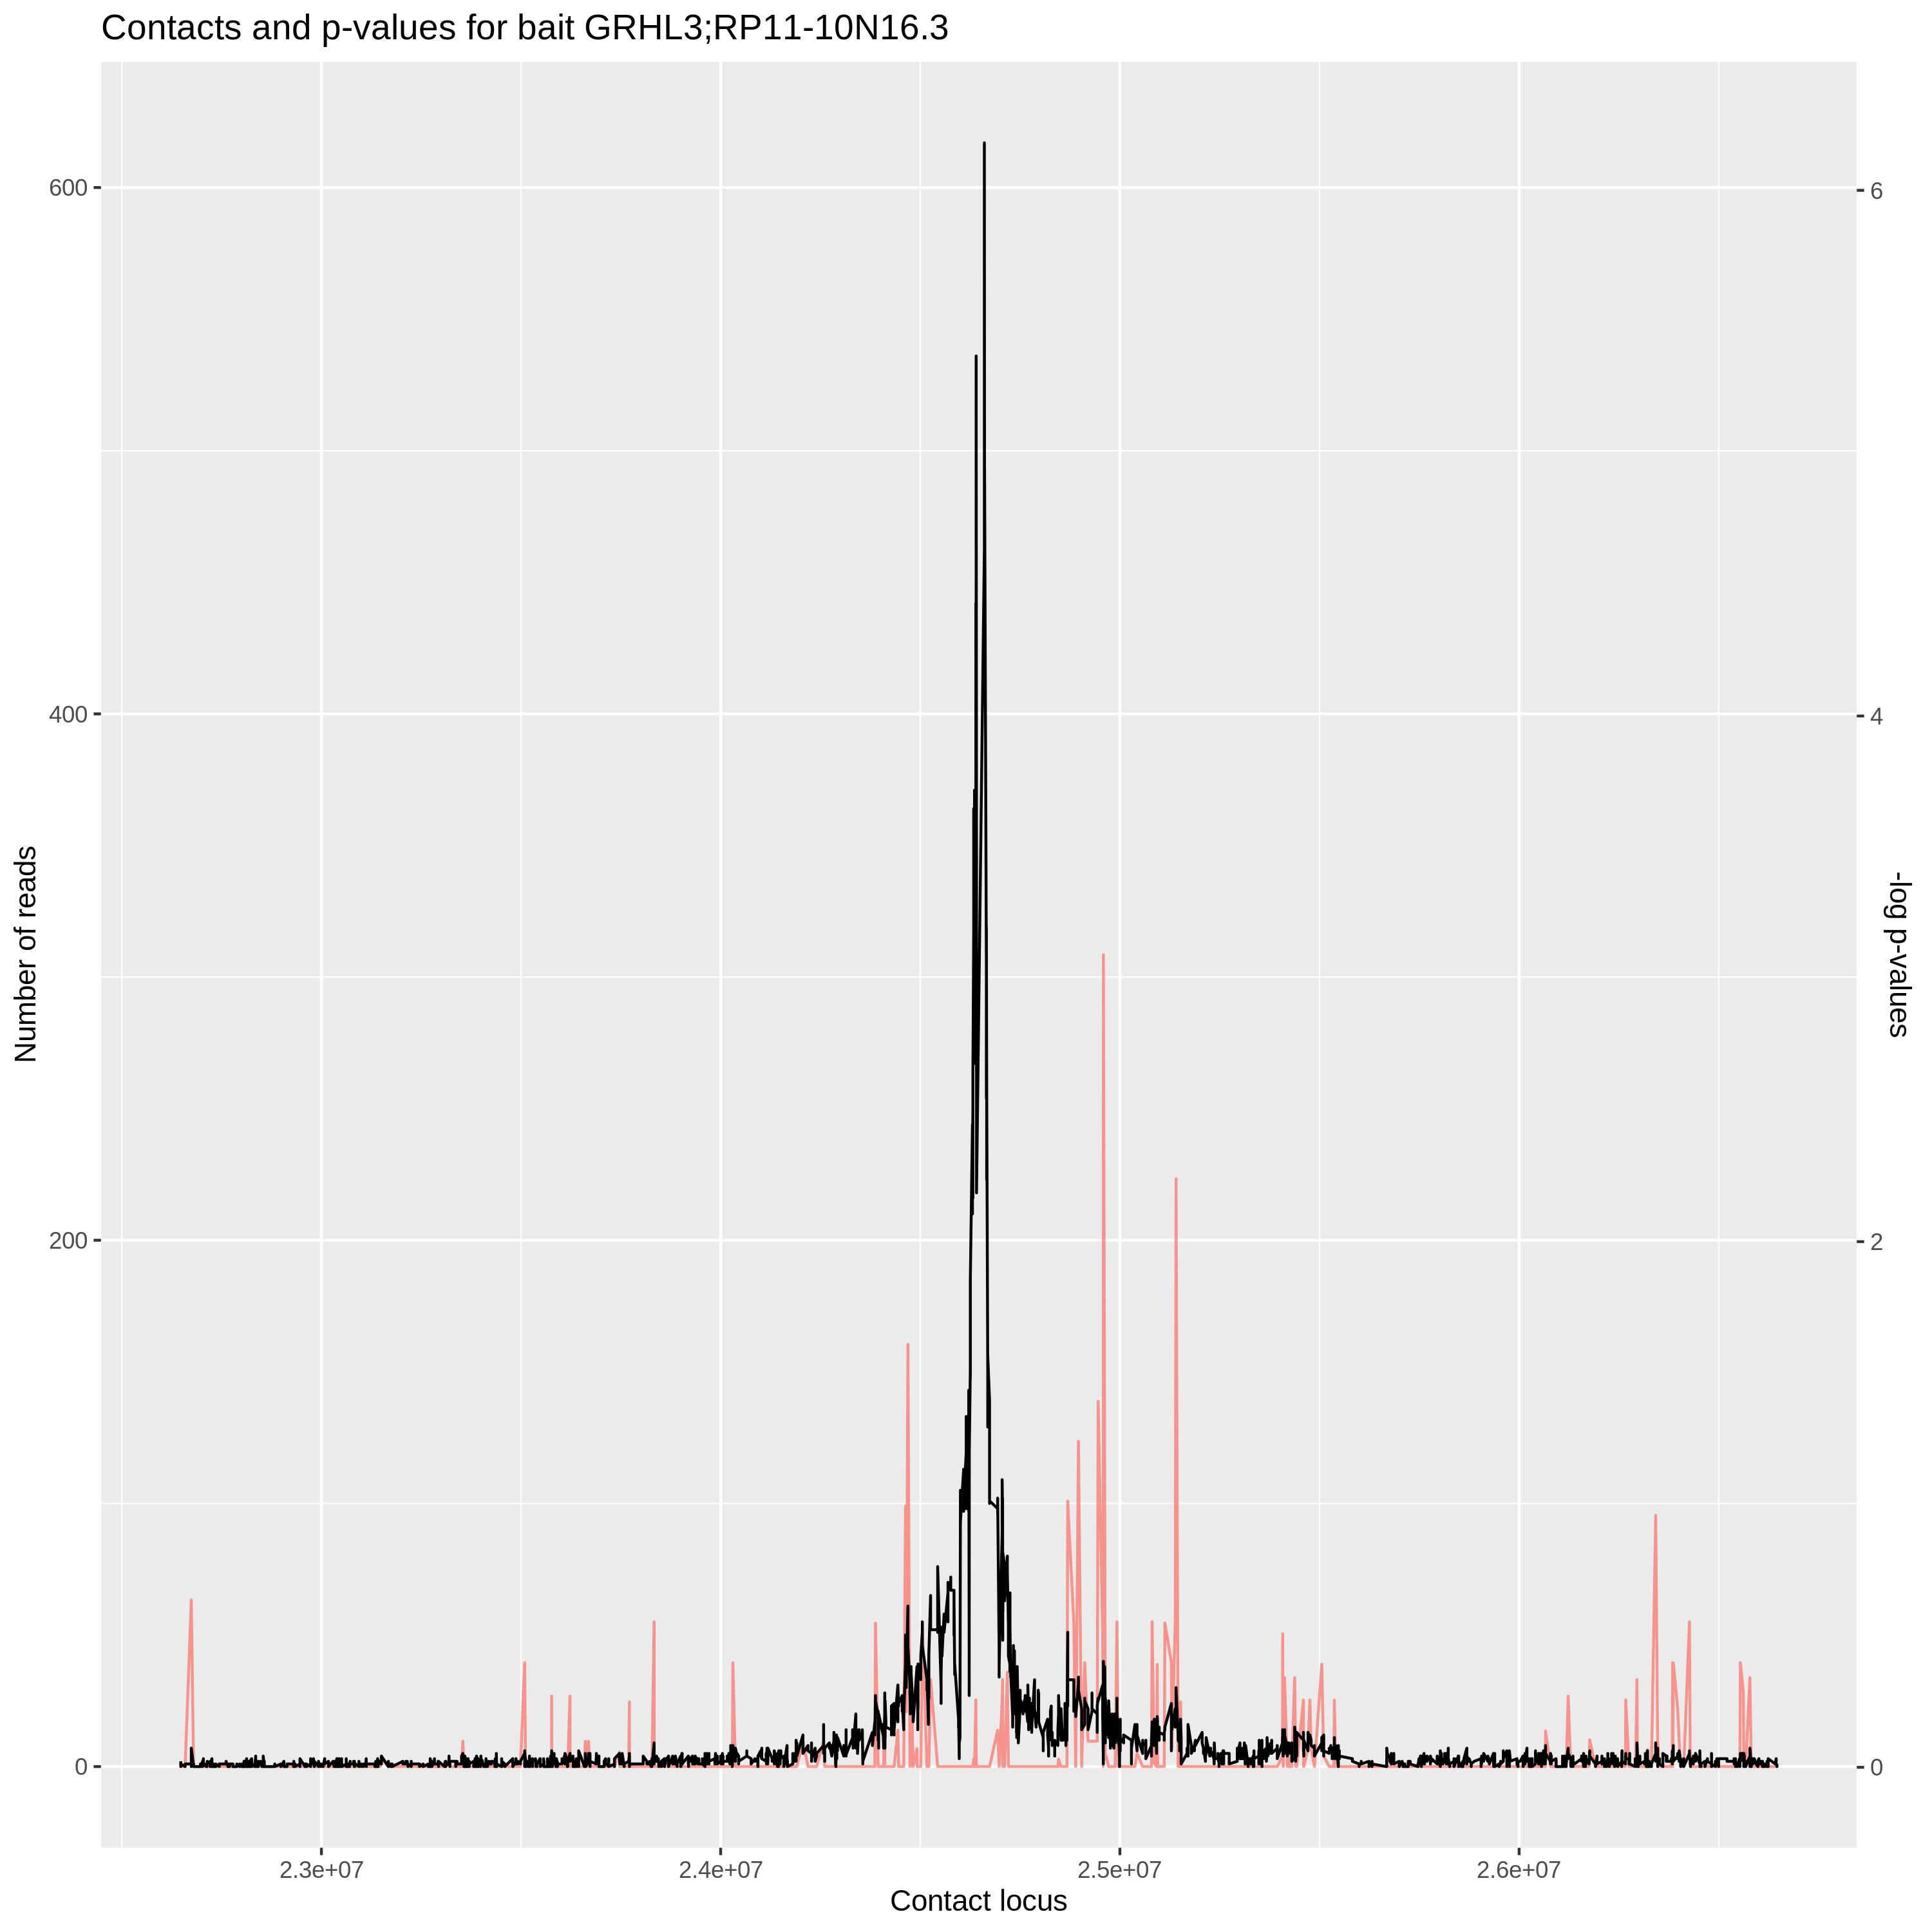 Contacts and p-values for bait GRHL3;RP11-10N16.3
600
400
200
0
Number of reads
6
4
2
0
-log p-values
2.3e+07
2.4e+07
2.5e+07
2.6e+07
Contact locus